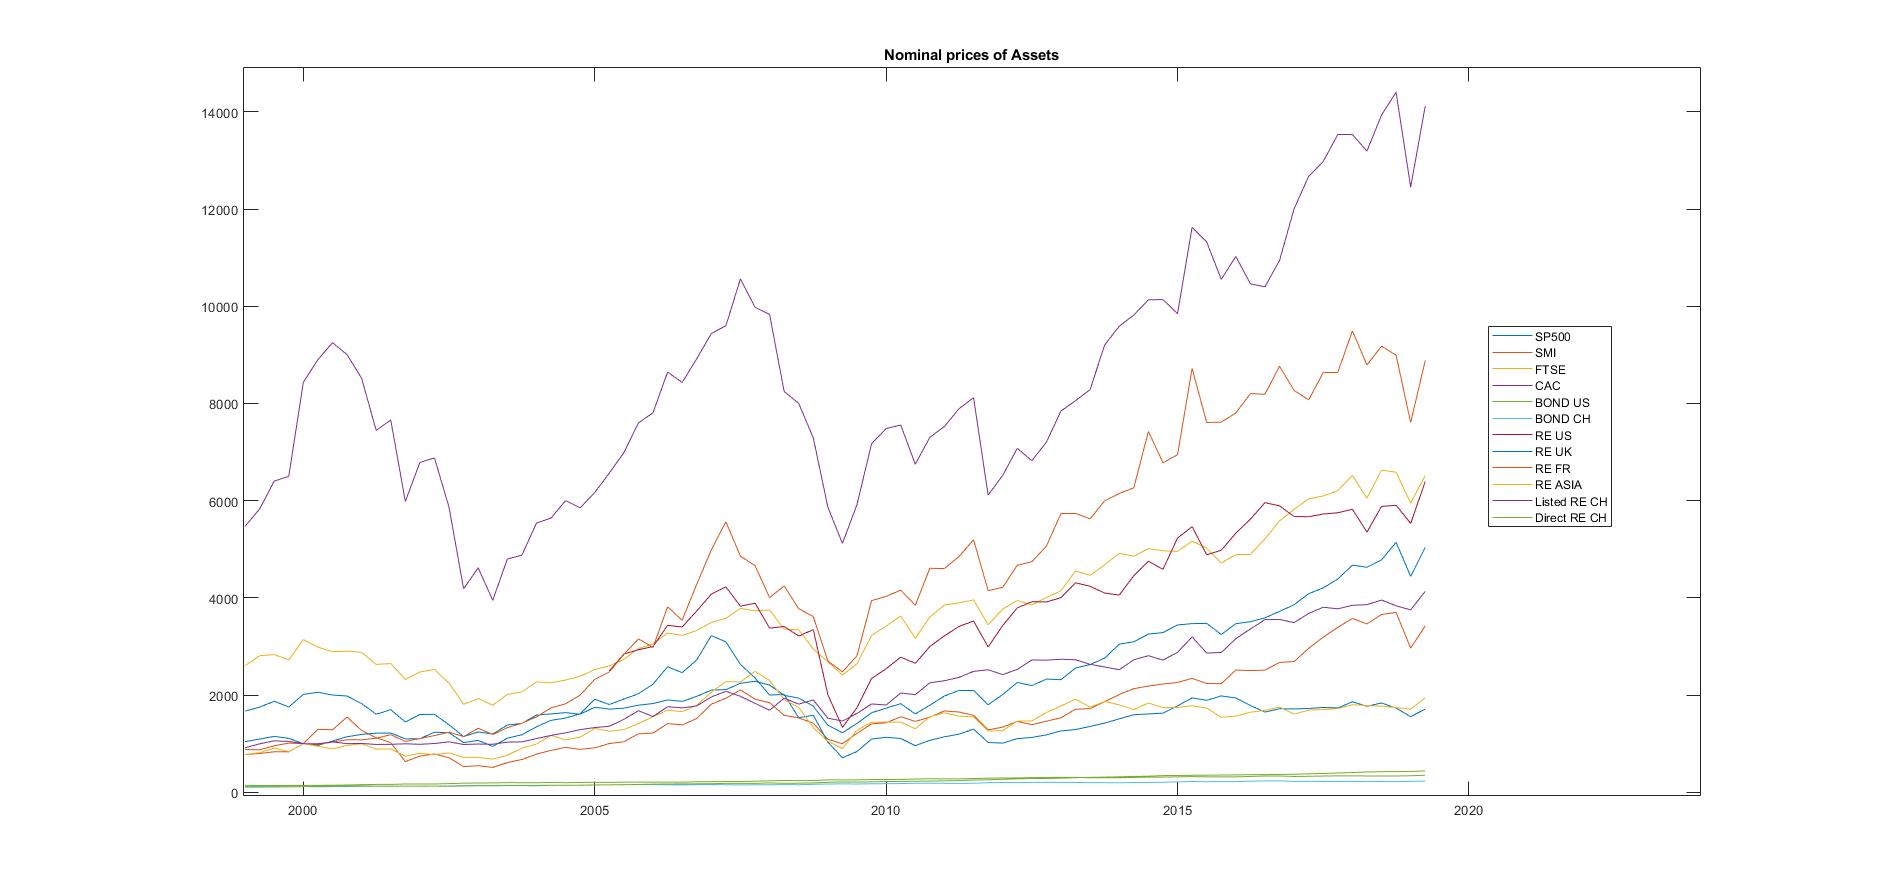 Nominal prices of Assets
14000
12000
10000
8000
6000
4000
2000
0
2000
2005
2010
2015
2020
SP500
SMI
FTSE
CAC
BOND US
BOND CH
RE US
RE UK
RE FR
RE ASIA
Listed RE CH
Direct RE CH